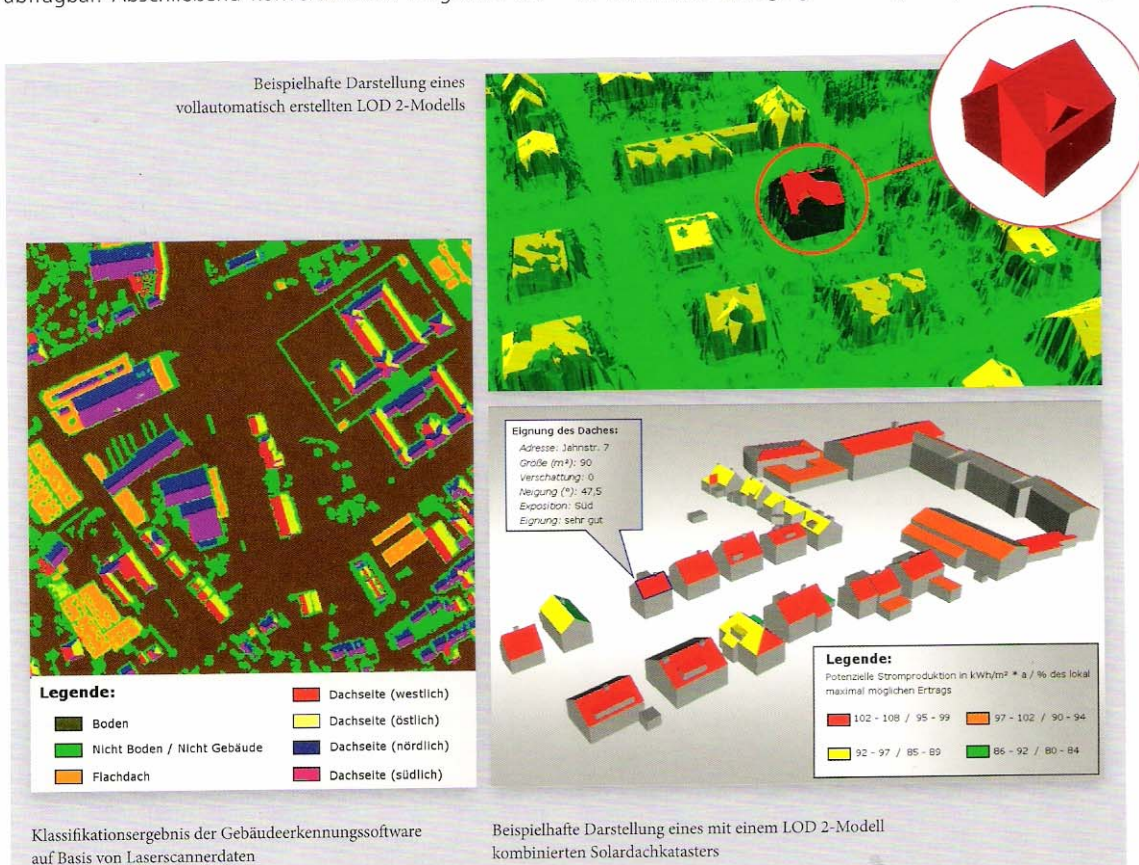 Beispielhafte Darstellung eines
vollautomatisch erstellten LOD 2-Modells
Legende:
Boden
Nicht Boden / Nicht Gebäude
Flachdach
Dachseite (westlich)
Dachseite (östlich)
Dachseite (nördlich)
Dachseite (südlich)
Klassifikationsergebnis der Gebäudeerkennungssoftware
auf Basis von Laserscannerdaten
Eignung des Daches:
Adresse: Jahnstr. 7
Größe (m²): 90
Verschattung: 0
Neigung (°): 47,5
Exposition: Süd
Eignung: sehr gut
Legende:
Potenzielle Stromproduktion in kWh/m² * a / % des lokal
maximal möglichen Ertrags
102 - 108 / 95 - 99
97 - 102 / 90 - 94
92 - 97 / 85 - 89
86 - 92 / 80 - 84
Beispielhafte Darstellung eines mit einem LOD 2-Modell
kombinierten Solardachkatasters